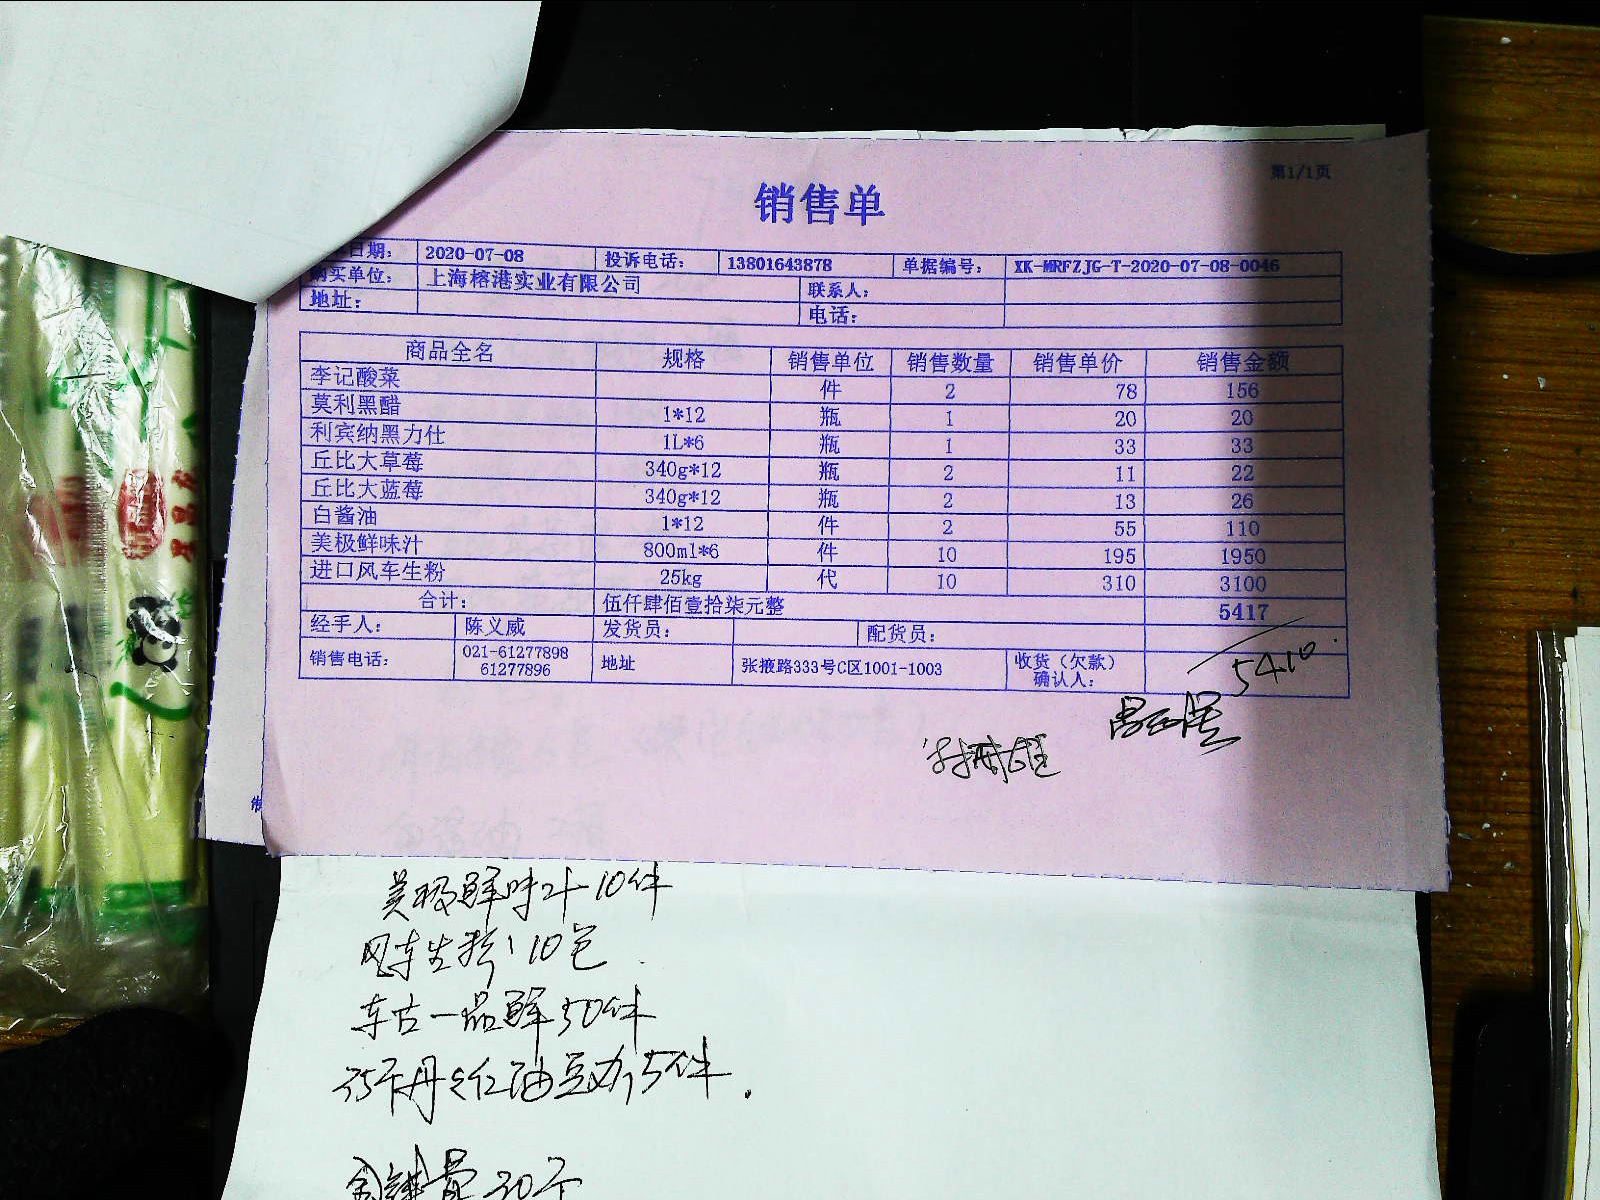 第1/1页
销售单
日期： 2020-07-08 投诉电话： 13801643878 单据编号： XK-MRFZJG-T-2020-07-08-0046
购买单位： 上海榕港实业有限公司 联系人：
地址： 电话：
商品全名 规格 销售单位 销售数量 销售单价 销售金额
李记酸菜 件 2 78 156
莫利黑醋 1*12 瓶 1 20 20
利宾纳黑力仕 1L*6 瓶 1 33 33
丘比大草莓 340g*12 瓶 2 11 22
丘比大蓝莓 340g*12 瓶 2 13 26
白酱油 1*12 件 2 55 110
美极鲜味汁 800ml*6 件 10 195 1950
进口风车生粉 25kg 代 10 310 3100
合计： 伍仟肆佰壹拾柒元整 5417
经手人： 陈义威 发货员： 配货员：
销售电话： 021-61277898 61277896 地址 张掖路333号C区1001-1003 收货（欠款）确认人：
5410
美极鲜味汁10件
风车生粉10包
东古一品鲜50件
丹红油豆 5件
30个